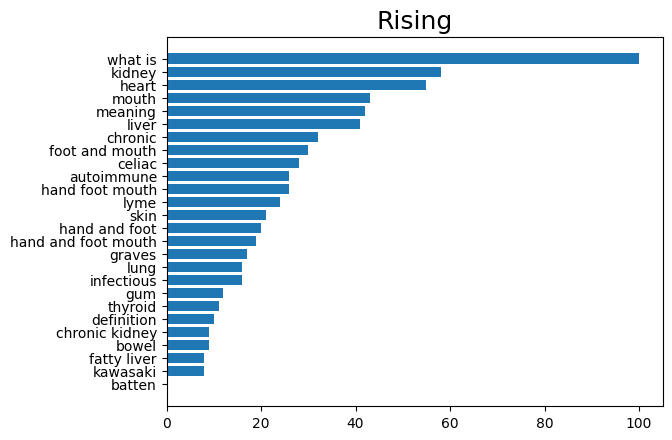 Rising
what is
kidney
heart
mouth
meaning
liver
chronic
foot and mouth
celiac
autoimmune
hand foot mouth
lyme
skin
hand and foot
hand and foot mouth
graves
lung
infectious
gum
thyroid
definition
chronic kidney
bowel
fatty liver
kawasaki
batten
0 20 40 60 80 100